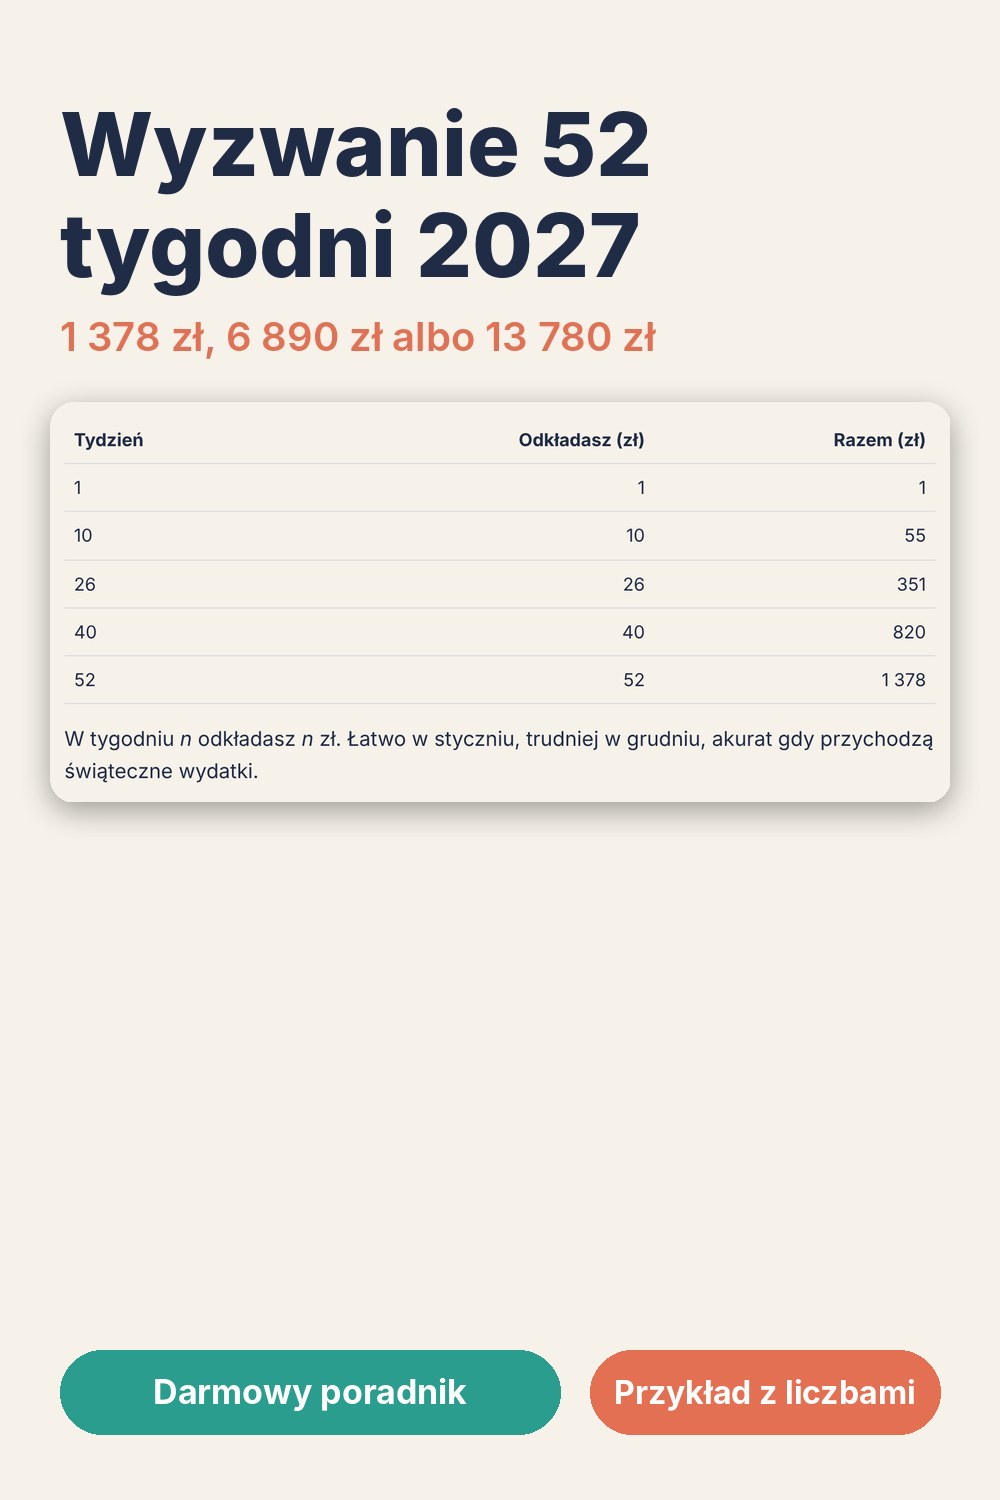 Wyzwanie 52
tygodni 2027
1 378 zł, 6 890 zł albo 13 780 zł
Tydzień Odkładasz (zł) Razem (zł)
1 1 1
10 10 55
26 26 351
40 40 820
52 52 1 378
W tygodniu n odkładasz n zł. Łatwo w styczniu, trudniej w grudniu, akurat gdy przychodzą
świąteczne wydatki.
Darmowy poradnik Przykład z liczbami